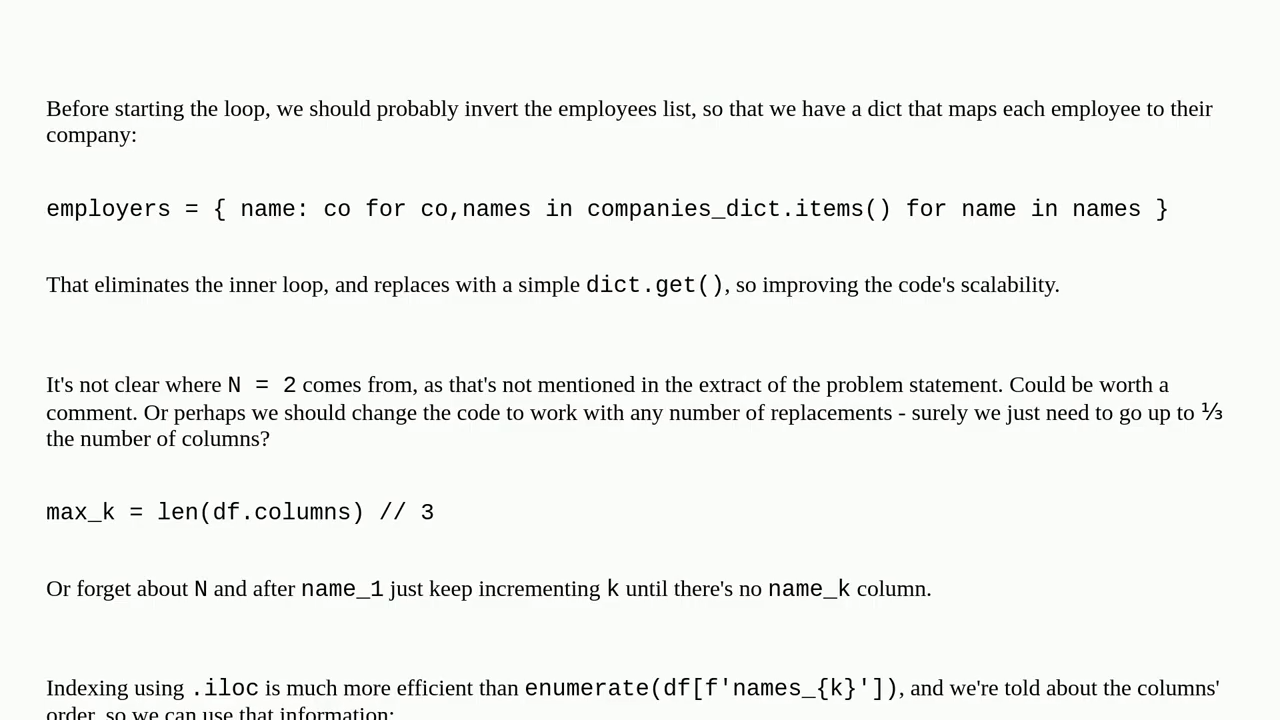 Before starting the loop, we should probably invert the employees list, so that we have a dict that maps each employee to their
company:
employers = { name: co for co,names in companies_dict.items() for name in names }
That eliminates the inner loop, and replaces with a simple dict.get(), so improving the code's scalability.
It's not clear where N = 2 comes from, as that's not mentioned in the extract of the problem statement. Could be worth a
comment. Or perhaps we should change the code to work with any number of replacements - surely we just need to go up to ⅓
the number of columns?
max_k = len(df.columns) // 3
Or forget about N and after name_1 just keep incrementing k until there's no name_k column.
Indexing using .iloc is much more efficient than enumerate(df[f'names_{k}']), and we're told about the columns'
order, so we can use that information: